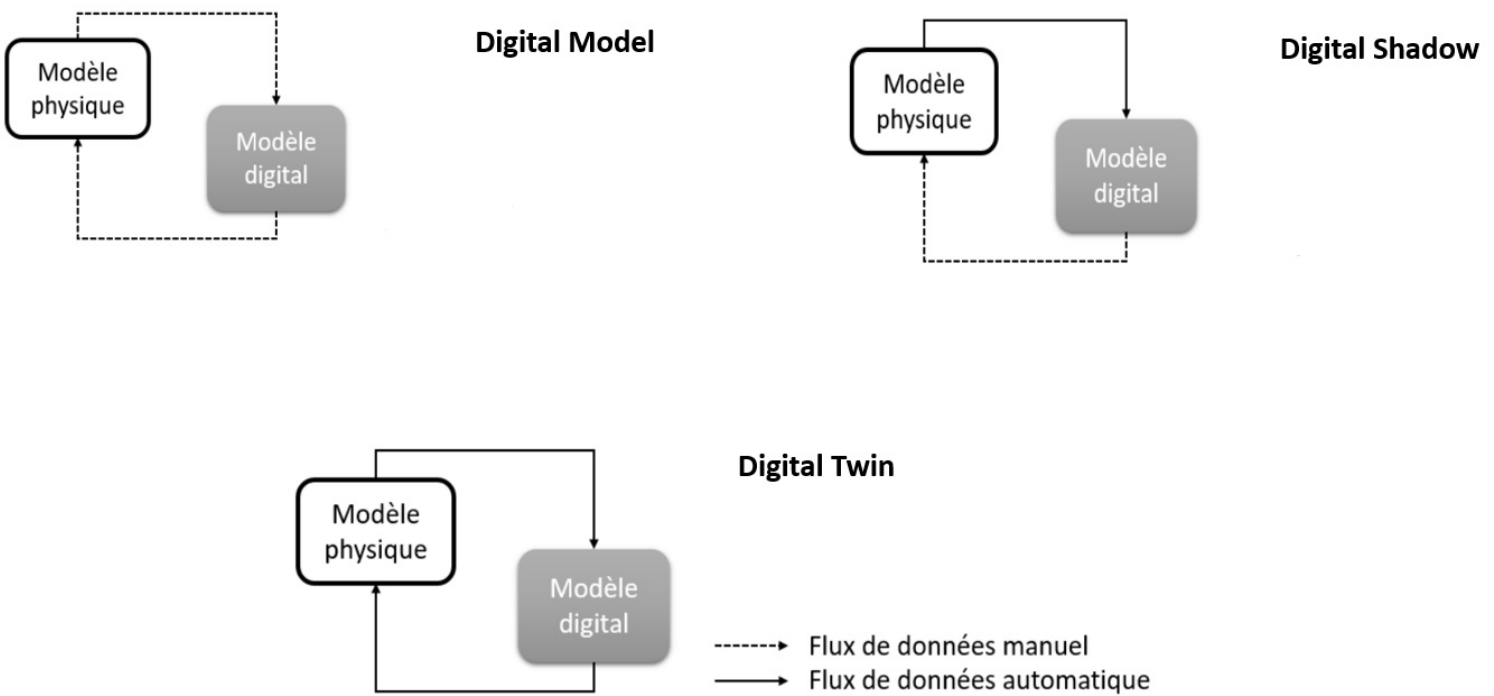 Digital Model
Modèle
physique
Modèle
digital
Digital Shadow
Modèle
physique
Modèle
digital
Digital Twin
Modèle
physique
Modèle
digital
Flux de données manuel
Flux de données automatique